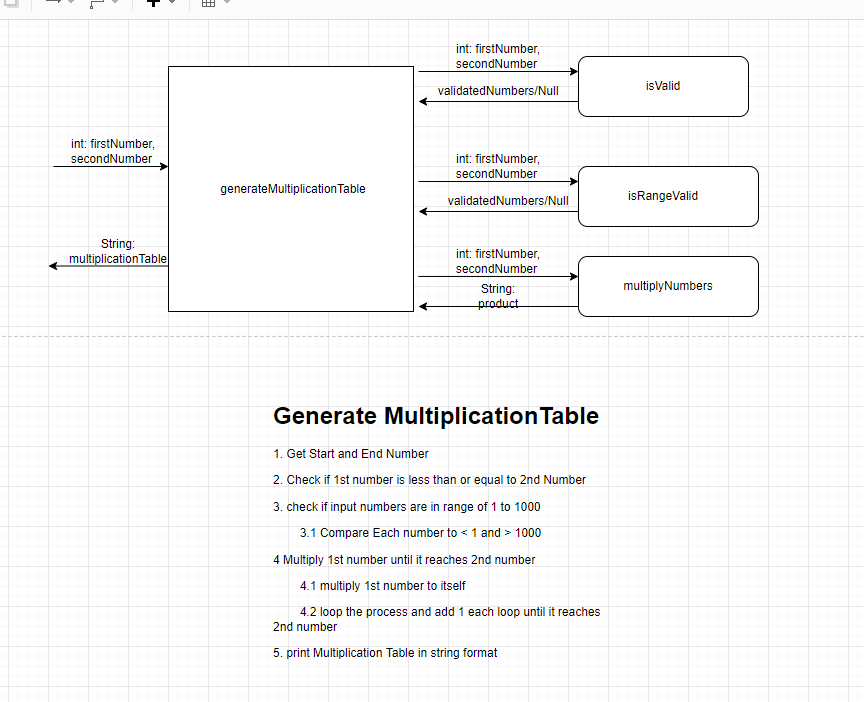 int: firstNumber,
secondNumber
validatedNumbers/Null
isValid
int: firstNumber,
secondNumber
generateMultiplicationTable
int: firstNumber,
secondNumber
validatedNumbers/Null
isRangeValid
String:
multiplicationTable
int: firstNumber,
secondNumber
String:
product
multiplyNumbers
Generate MultiplicationTable
1. Get Start and End Number
2. Check if 1st number is less than or equal to 2nd Number
3. check if input numbers are in range of 1 to 1000
3.1 Compare Each number to < 1 and > 1000
4 Multiply 1st number until it reaches 2nd number
4.1 multiply 1st number to itself
4.2 loop the process and add 1 each loop until it reaches
2nd number
5. print Multiplication Table in string format